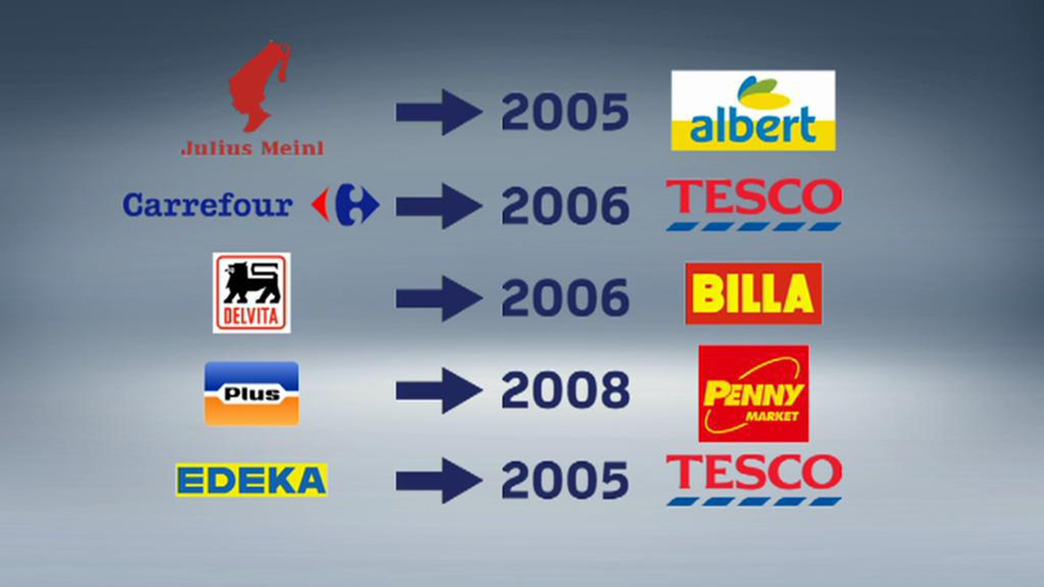 Julius Meinl 2005 albert
Carrefour 2006 TESCO
DELVITA 2006 BILLA
Plus 2008 PENNY MARKET
EDEKA 2005 TESCO